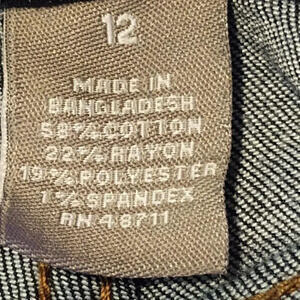 12
MADE IN
BANGLADESH
58% COTTON
22% RAYON
19% POLYESTER
1% SPANDEX
RN 48711